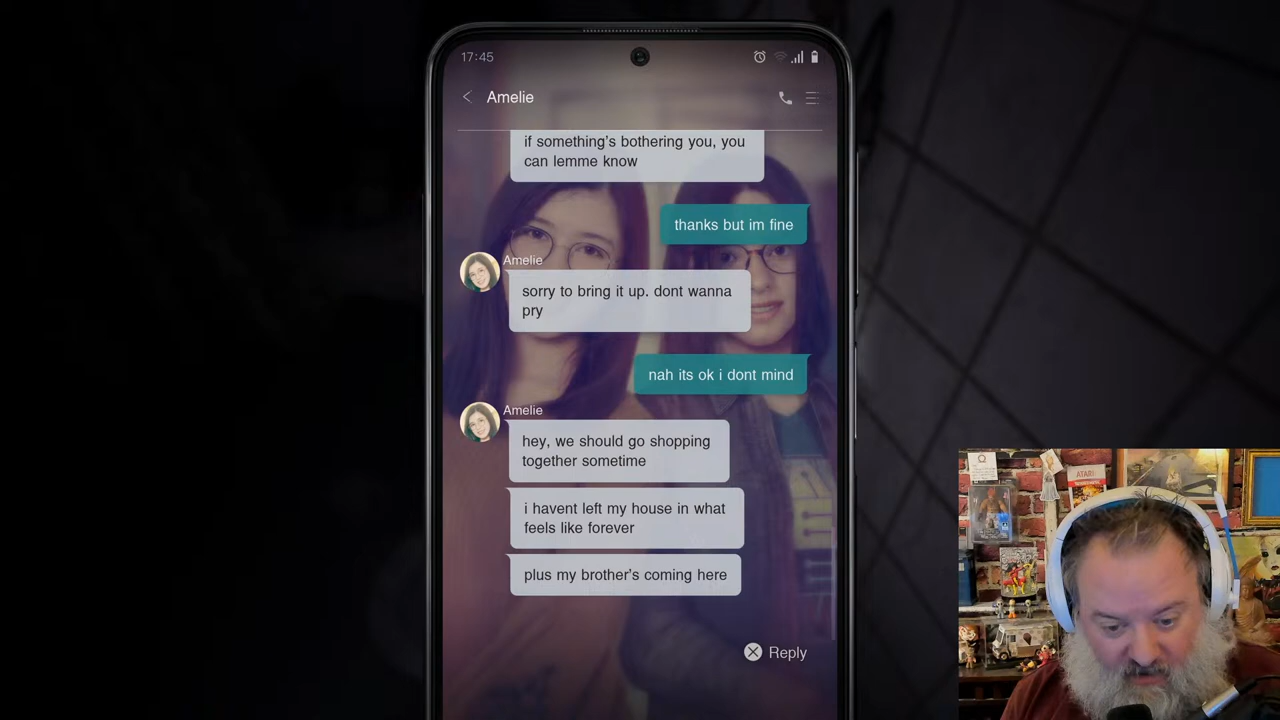 17:45
Amelie
if something's bothering you, you
can lemme know
thanks but im fine
Amelie
sorry to bring it up. dont wanna
pry
nah its ok i dont mind
Amelie
hey, we should go shopping
together sometime
i havent left my house in what
feels like forever
plus my brother's coming here
Reply
ATARI